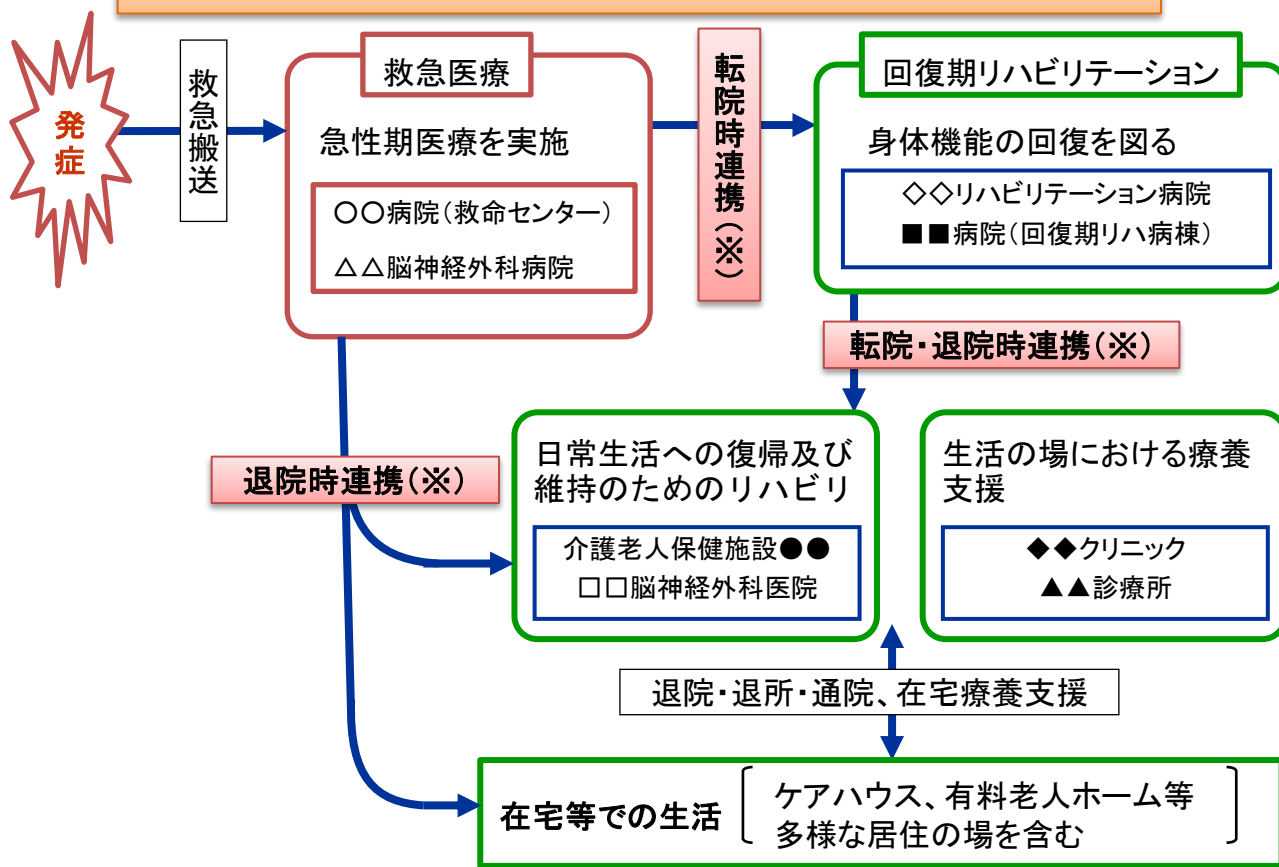 発
症
救急搬送
救急医療
急性期医療を実施
〇〇病院(救命センター)
△△脳神経外科病院
転院時連携(※)
回復期リハビリテーション
身体機能の回復を図る
◇◇リハビリテーション病院
■■病院(回復期リハ病棟)
転院・退院時連携(※)
退院時連携(※)
日常生活への復帰及び
維持のためのリハビリ
介護老人保健施設●●
□□脳神経外科医院
生活の場における療養
支援
◆◆クリニック
▲▲診療所
退院・退所・通院、在宅療養支援
在宅等での生活
ケアハウス、有料老人ホーム等
多様な居住の場を含む